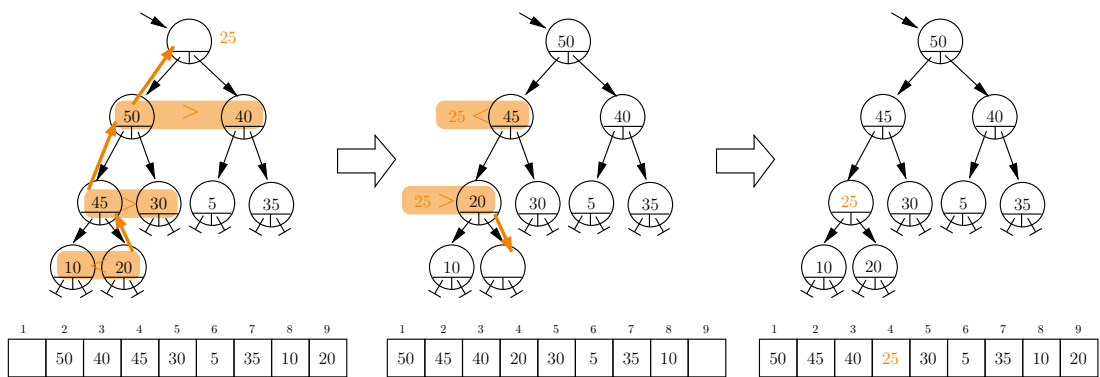 25
50 > 40
45 > 30 5 35
10 < 20
1 2 3 4 5 6 7 8 9
50 40 45 30 5 35 10 20
50
25 < 45 40
25 > 20 30 5 35
10
1 2 3 4 5 6 7 8 9
50 45 40 20 30 5 35 10
50
45 40
25 30 5 35
10 20
1 2 3 4 5 6 7 8 9
50 45 40 25 30 5 35 10 20